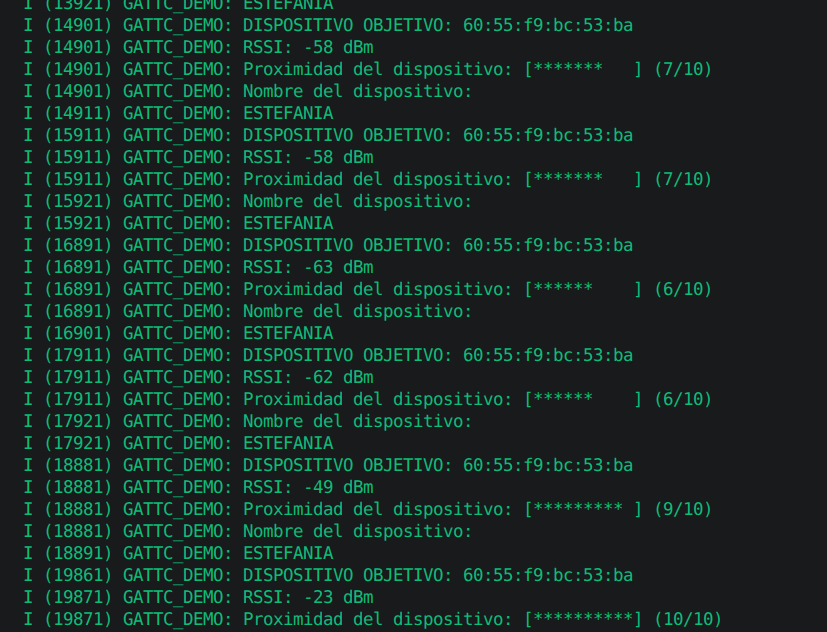 I (13921) GATTC_DEMO: ESTEFANIA
I (14901) GATTC_DEMO: DISPOSITIVO OBJETIVO: 60:55:f9:bc:53:ba
I (14901) GATTC_DEMO: RSSI: -58 dBm
I (14901) GATTC_DEMO: Proximidad del dispositivo: [*******   ] (7/10)
I (14901) GATTC_DEMO: Nombre del dispositivo:
I (14911) GATTC_DEMO: ESTEFANIA
I (15911) GATTC_DEMO: DISPOSITIVO OBJETIVO: 60:55:f9:bc:53:ba
I (15911) GATTC_DEMO: RSSI: -58 dBm
I (15911) GATTC_DEMO: Proximidad del dispositivo: [*******   ] (7/10)
I (15921) GATTC_DEMO: Nombre del dispositivo:
I (15921) GATTC_DEMO: ESTEFANIA
I (16891) GATTC_DEMO: DISPOSITIVO OBJETIVO: 60:55:f9:bc:53:ba
I (16891) GATTC_DEMO: RSSI: -63 dBm
I (16891) GATTC_DEMO: Proximidad del dispositivo: [******    ] (6/10)
I (16891) GATTC_DEMO: Nombre del dispositivo:
I (16901) GATTC_DEMO: ESTEFANIA
I (17911) GATTC_DEMO: DISPOSITIVO OBJETIVO: 60:55:f9:bc:53:ba
I (17911) GATTC_DEMO: RSSI: -62 dBm
I (17911) GATTC_DEMO: Proximidad del dispositivo: [******    ] (6/10)
I (17921) GATTC_DEMO: Nombre del dispositivo:
I (17921) GATTC_DEMO: ESTEFANIA
I (18881) GATTC_DEMO: DISPOSITIVO OBJETIVO: 60:55:f9:bc:53:ba
I (18881) GATTC_DEMO: RSSI: -49 dBm
I (18881) GATTC_DEMO: Proximidad del dispositivo: [********* ] (9/10)
I (18881) GATTC_DEMO: Nombre del dispositivo:
I (18891) GATTC_DEMO: ESTEFANIA
I (19861) GATTC_DEMO: DISPOSITIVO OBJETIVO: 60:55:f9:bc:53:ba
I (19871) GATTC_DEMO: RSSI: -23 dBm
I (19871) GATTC_DEMO: Proximidad del dispositivo: [**********] (10/10)